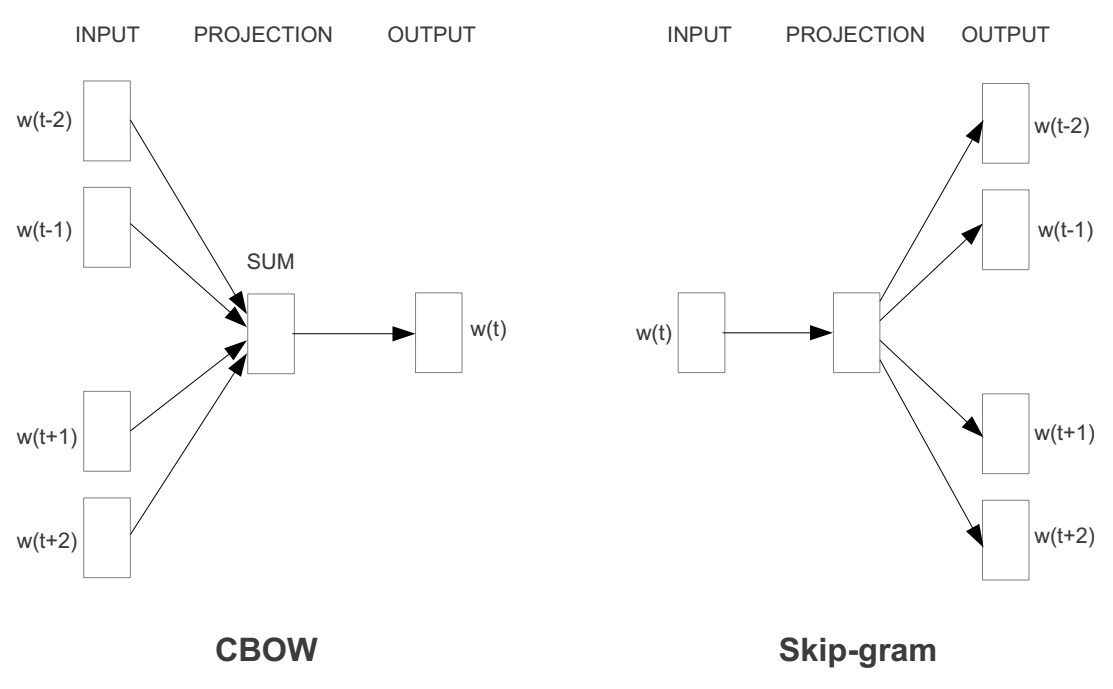 INPUT PROJECTION OUTPUT
w(t-2)
w(t-1)
SUM
w(t)
w(t+1)
w(t+2)
CBOW
INPUT PROJECTION OUTPUT
w(t-2)
w(t-1)
w(t)
w(t+1)
w(t+2)
Skip-gram